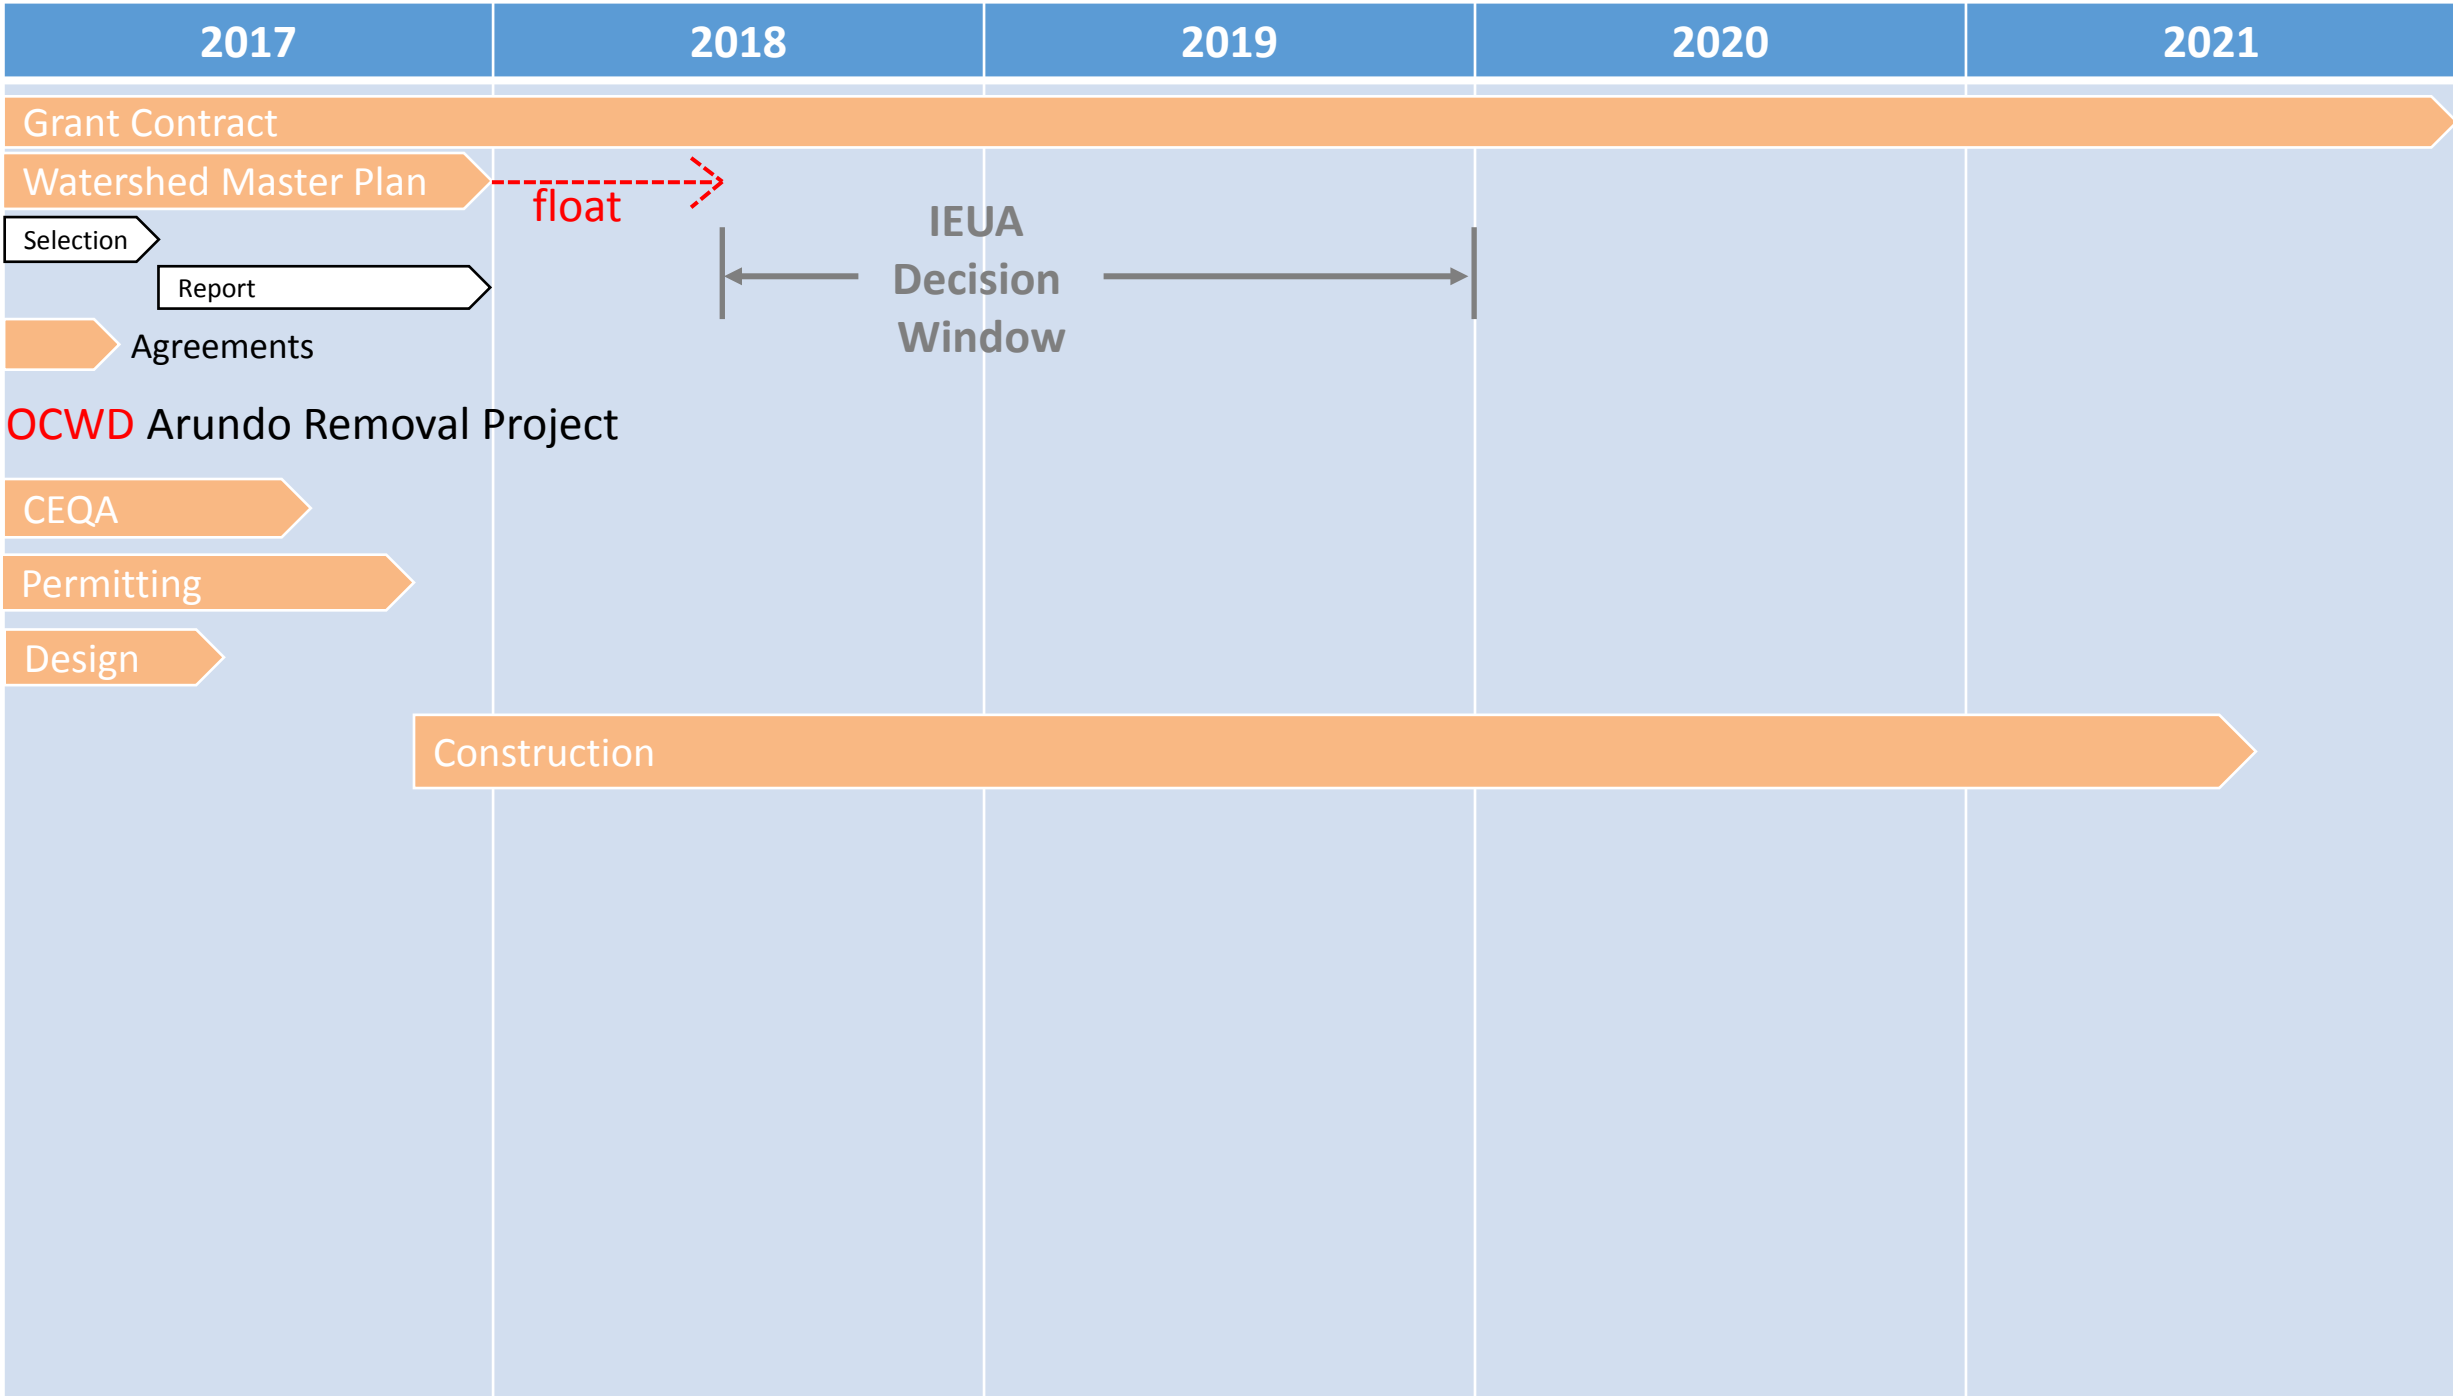 2017 2018 2019 2020 2021
Grant Contract
Watershed Master Plan
float
Selection
IEUA
Decision
Window
Report
Agreements
OCWD Arundo Removal Project
CEQA
Permitting
Design
Construction